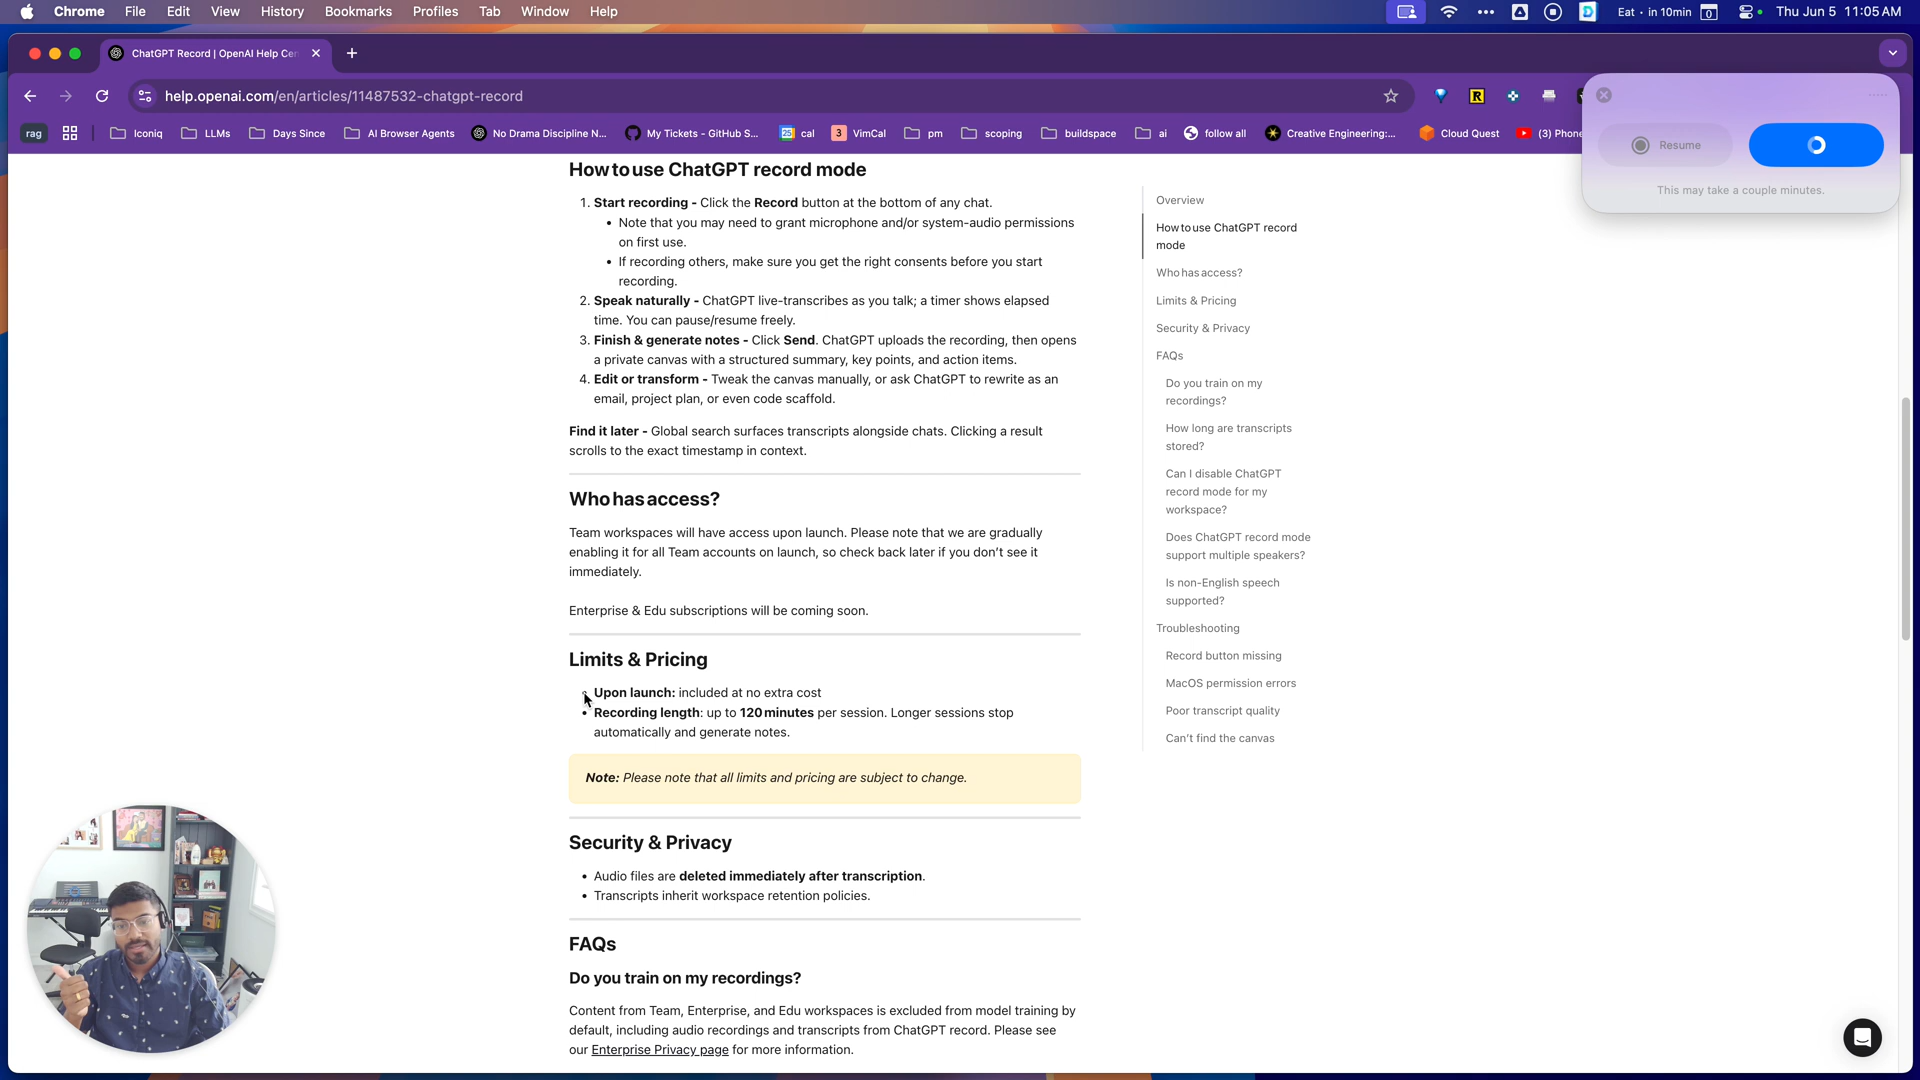 Chrome File Edit View History Bookmarks Profiles Tab Window Help
Eat · in 10min
Thu Jun 5 11:05 AM
ChatGPT Record | OpenAI Help Cen
help.openai.com/en/articles/11487532-chatgpt-record
rag Iconiq LLMs Days Since AI Browser Agents No Drama Discipline N... My Tickets - GitHub S... cal VimCal pm scoping buildspace ai follow all Creative Engineering:... Cloud Quest (3) Phone
Resume
This may take a couple minutes.
How to use ChatGPT record mode
1. Start recording - Click the Record button at the bottom of any chat.
• Note that you may need to grant microphone and/or system-audio permissions
on first use.
• If recording others, make sure you get the right consents before you start
recording.
2. Speak naturally - ChatGPT live-transcribes as you talk; a timer shows elapsed
time. You can pause/resume freely.
3. Finish & generate notes - Click Send. ChatGPT uploads the recording, then opens
a private canvas with a structured summary, key points, and action items.
4. Edit or transform - Tweak the canvas manually, or ask ChatGPT to rewrite as an
email, project plan, or even code scaffold.
Find it later - Global search surfaces transcripts alongside chats. Clicking a result
scrolls to the exact timestamp in context.
Who has access?
Team workspaces will have access upon launch. Please note that we are gradually
enabling it for all Team accounts on launch, so check back later if you don't see it
immediately.
Enterprise & Edu subscriptions will be coming soon.
Limits & Pricing
• Upon launch: included at no extra cost
• Recording length: up to 120 minutes per session. Longer sessions stop
automatically and generate notes.
Note: Please note that all limits and pricing are subject to change.
Security & Privacy
• Audio files are deleted immediately after transcription.
• Transcripts inherit workspace retention policies.
FAQs
Do you train on my recordings?
Content from Team, Enterprise, and Edu workspaces is excluded from model training by
default, including audio recordings and transcripts from ChatGPT record. Please see
our Enterprise Privacy page for more information.
Overview
How to use ChatGPT record
mode
Who has access?
Limits & Pricing
Security & Privacy
FAQs
Do you train on my
recordings?
How long are transcripts
stored?
Can I disable ChatGPT
record mode for my
workspace?
Does ChatGPT record mode
support multiple speakers?
Is non-English speech
supported?
Troubleshooting
Record button missing
MacOS permission errors
Poor transcript quality
Can't find the canvas